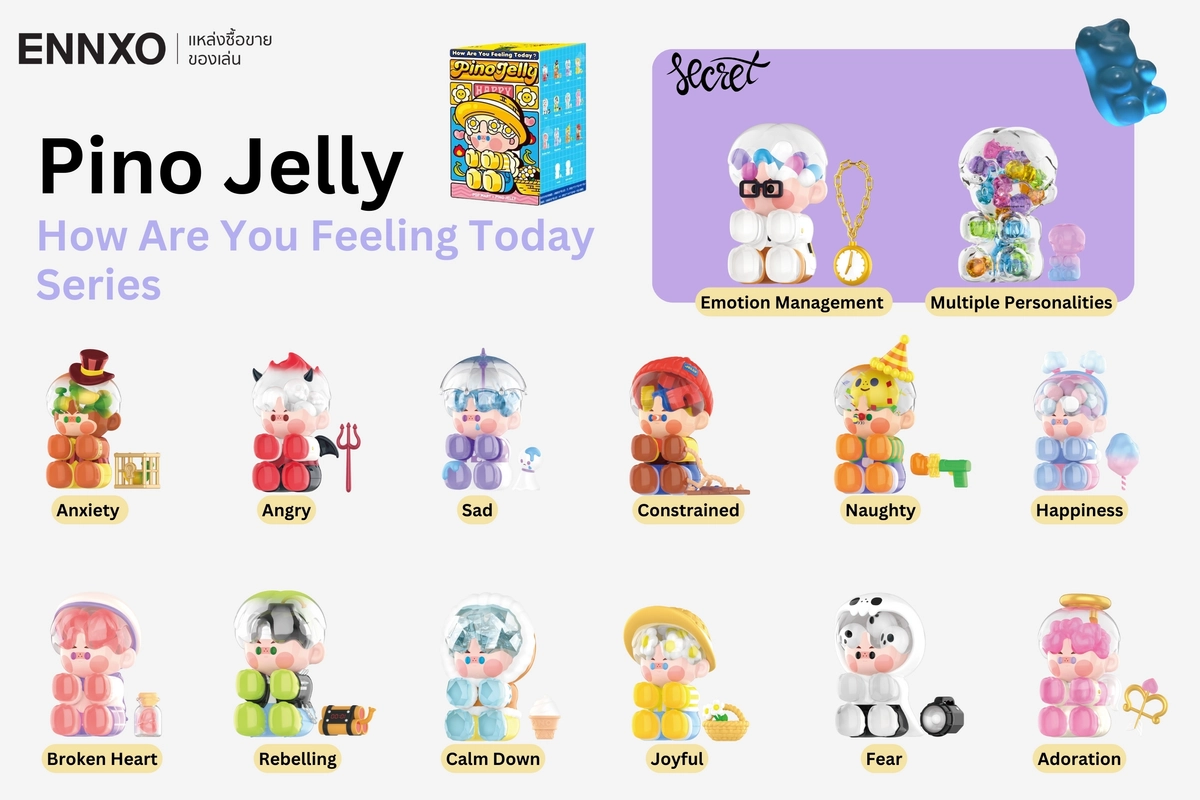 ENNXO
แหล่งซื้อขาย
ของเล่น
How Are You Feeling Today?
PinoJelly
HAPPY
secret
Pino Jelly
How Are You Feeling Today
Series
Emotion Management
Multiple Personalities
Anxiety
Angry
Sad
Constrained
Naughty
Happiness
Broken Heart
Rebelling
Calm Down
Joyful
Fear
Adoration